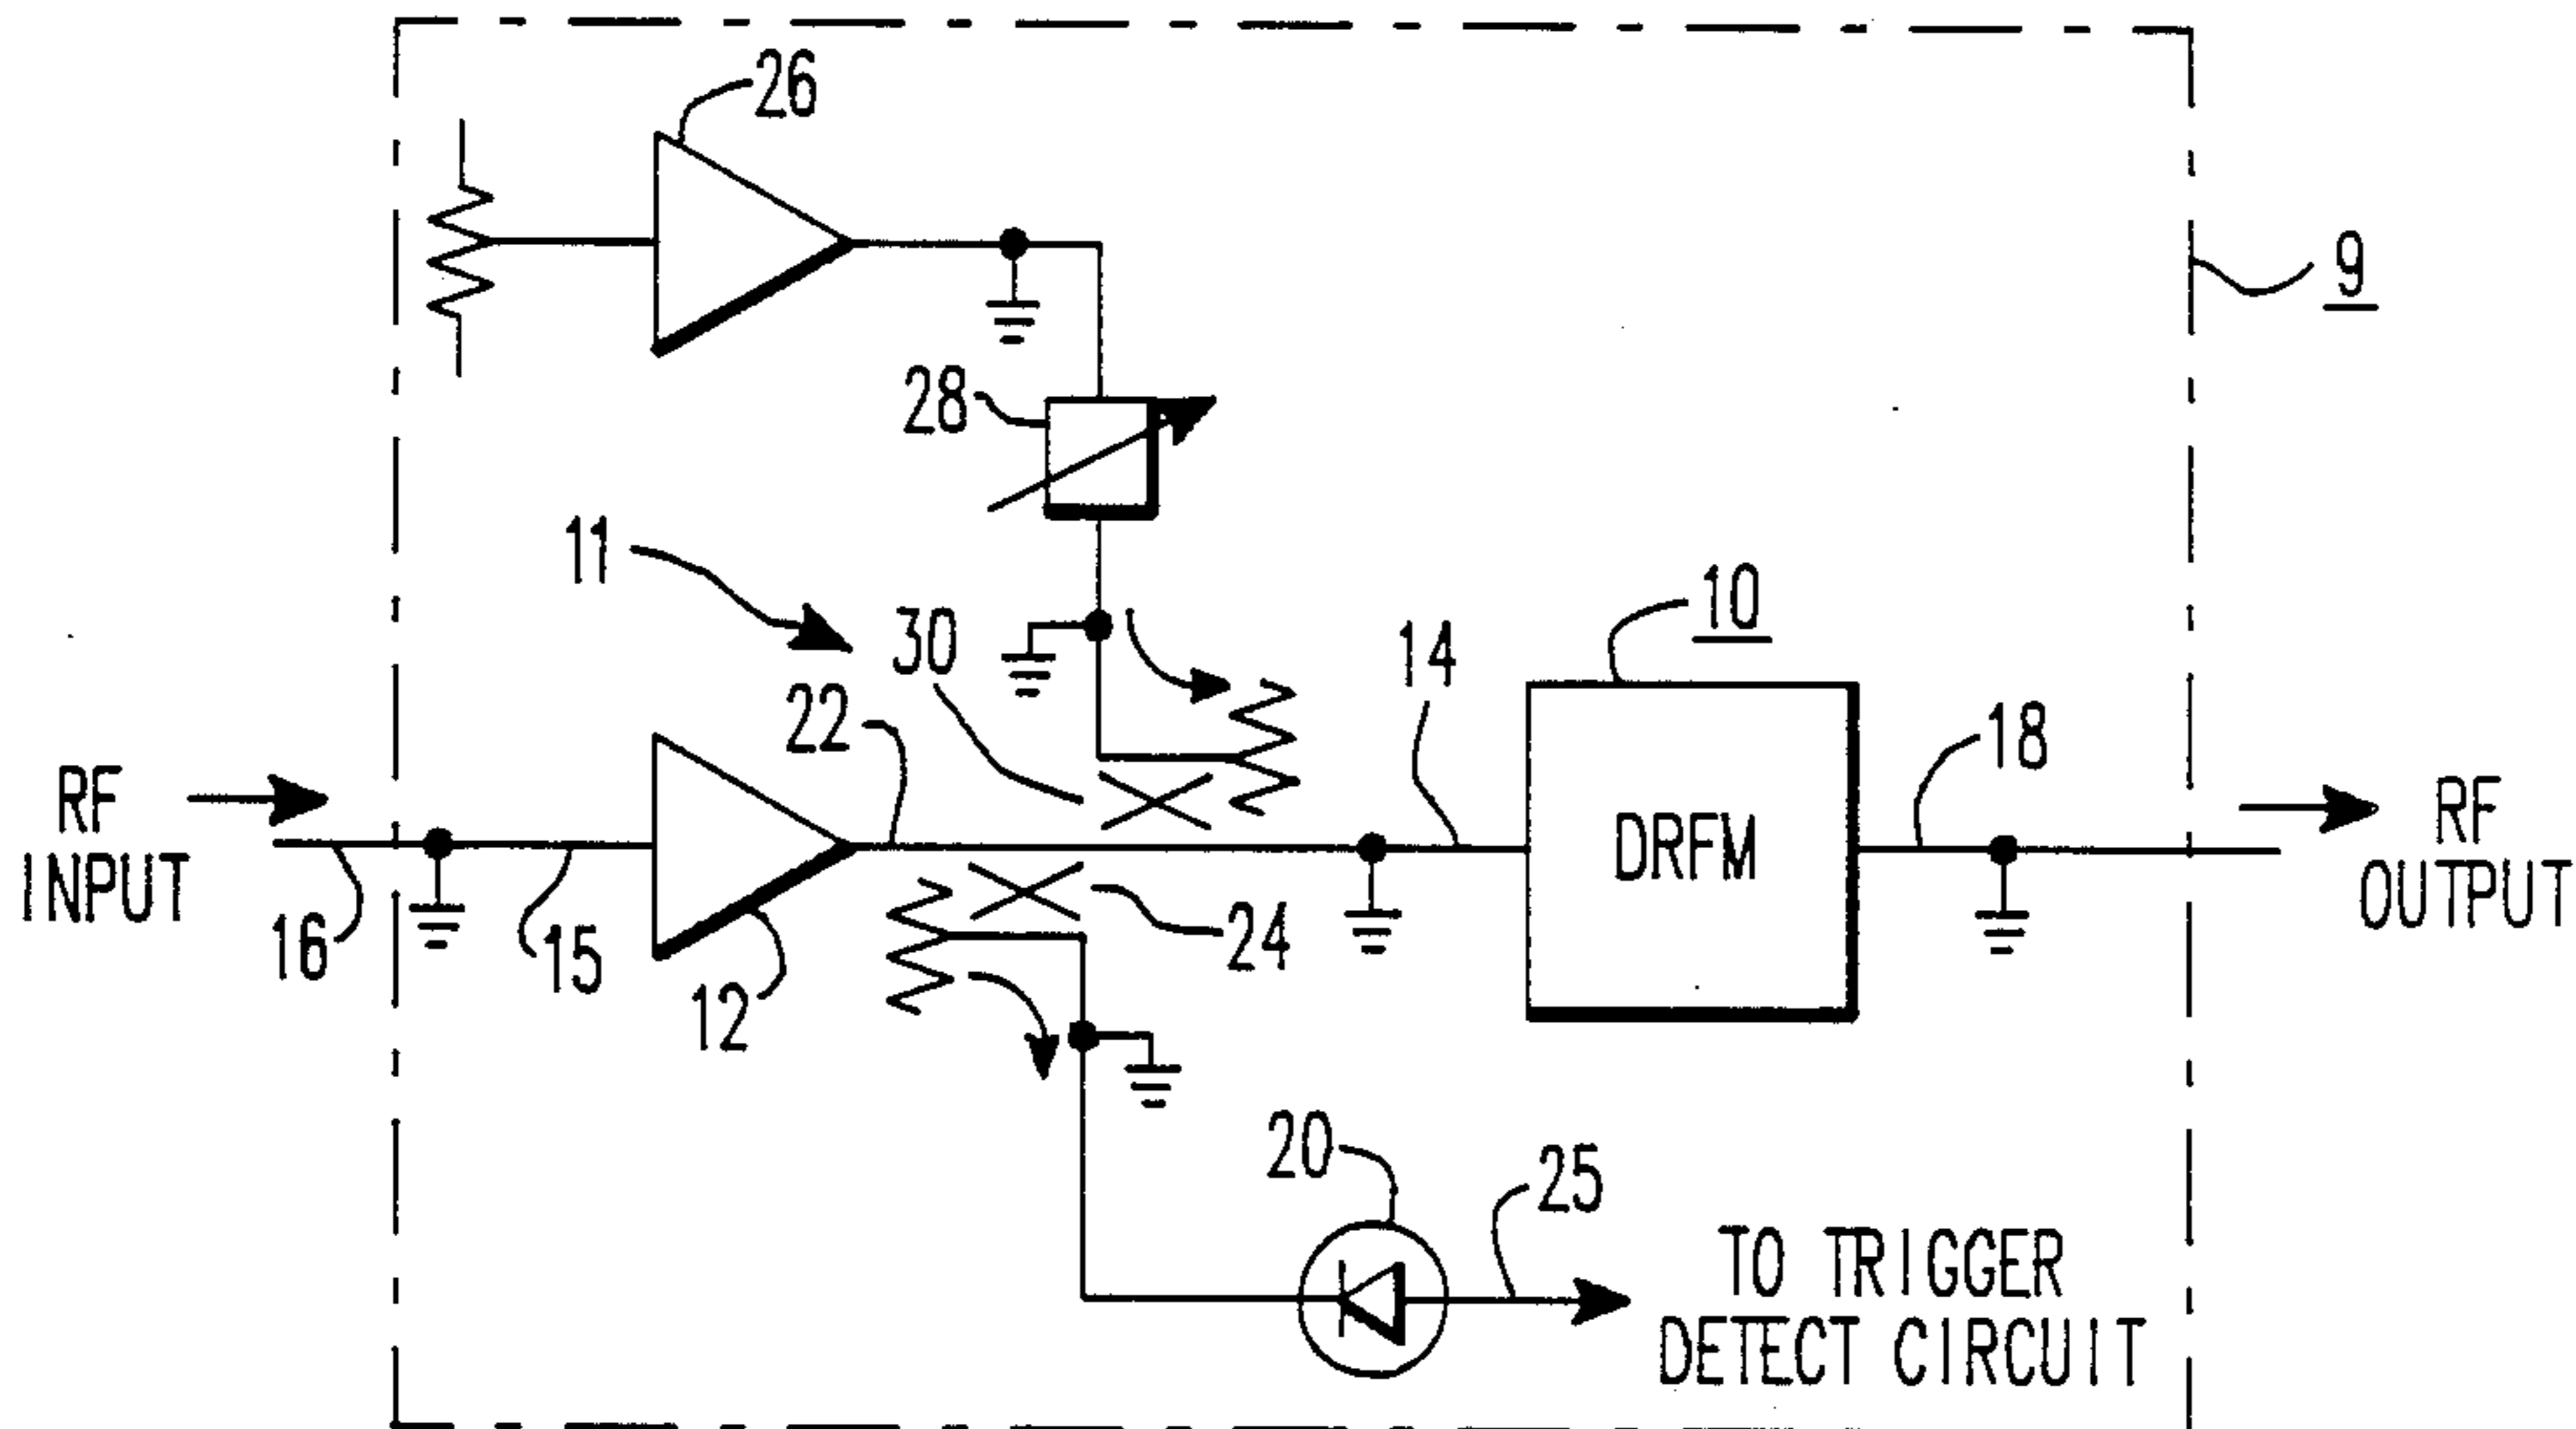 26
9
28
11
30
10
22
14
18
RF
INPUT
DRFM
RF
OUTPUT
16
15
12
24
20
25
TO TRIGGER
DETECT CIRCUIT